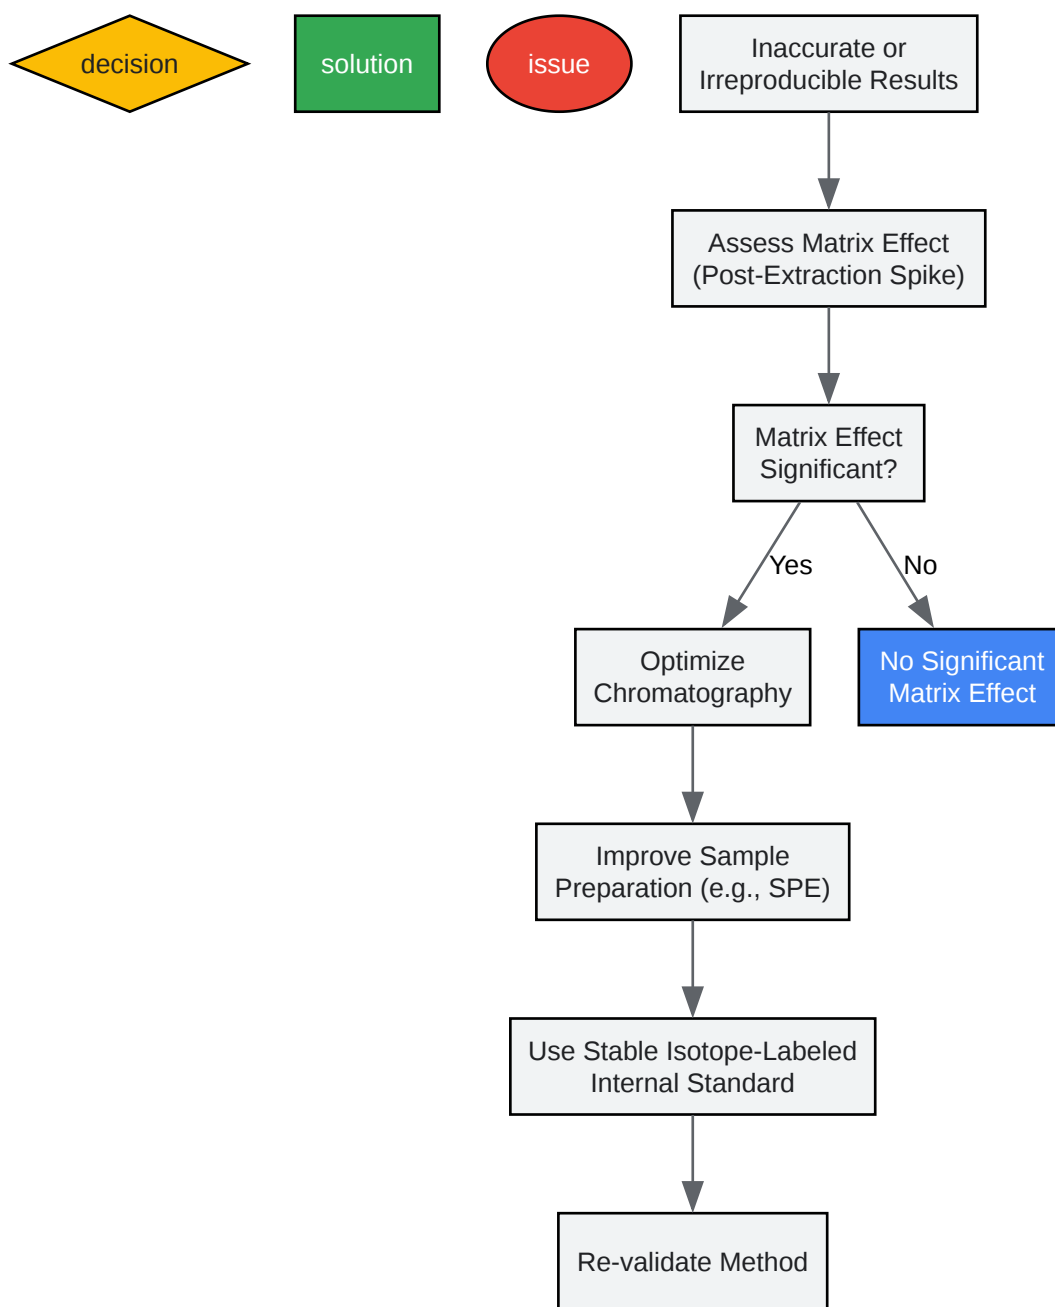 decision
solution
issue
Inaccurate or
Irreproducible Results
Assess Matrix Effect
(Post-Extraction Spike)
Matrix Effect
Significant?
Yes
No
Optimize
Chromatography
No Significant
Matrix Effect
Improve Sample
Preparation (e.g., SPE)
Use Stable Isotope-Labeled
Internal Standard
Re-validate Method